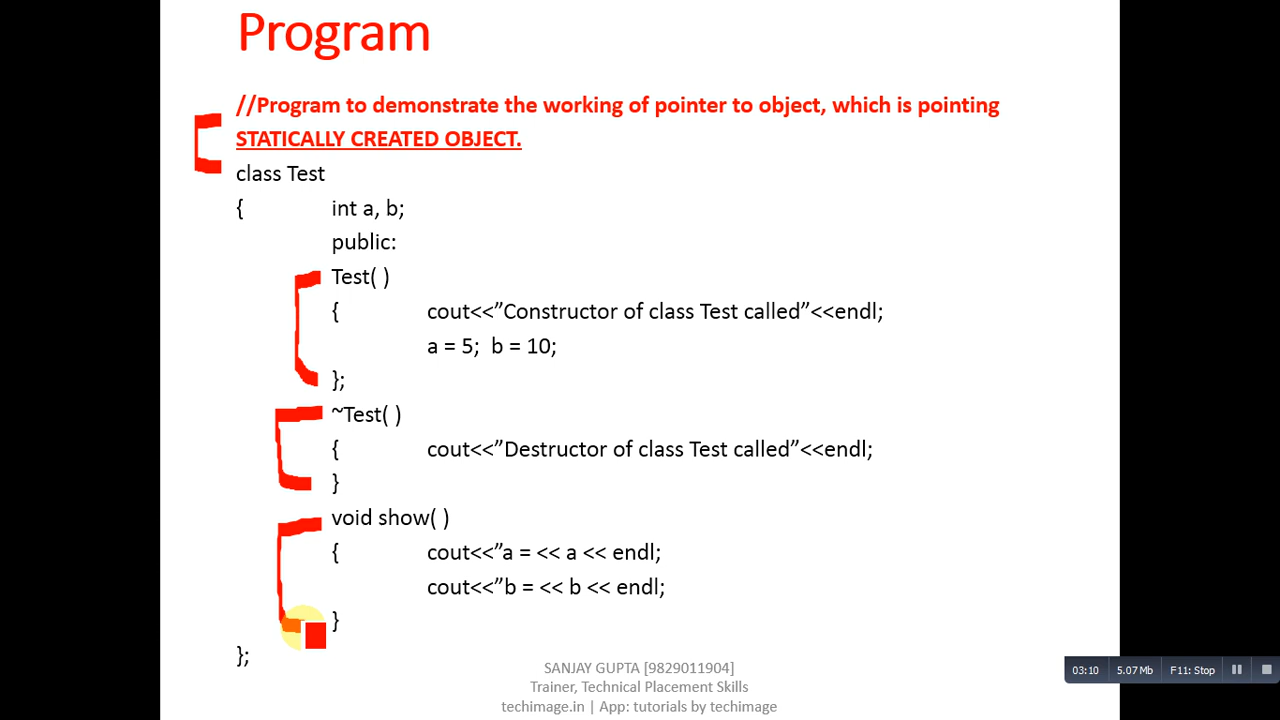 Program
//Program to demonstrate the working of pointer to object, which is pointing
STATICALLY CREATED OBJECT.
class Test
{ int a, b;
public:
Test( )
{ cout<<”Constructor of class Test called”<<endl;
a = 5; b = 10;
};
~Test( )
{ cout<<”Destructor of class Test called”<<endl;
}
void show( )
{ cout<<”a = << a << endl;
cout<<”b = << b << endl;
}
};
SANJAY GUPTA [9829011904]
Trainer, Technical Placement Skills
techimage.in | App: tutorials by techimage
03:10 5.07 Mb F11: Stop